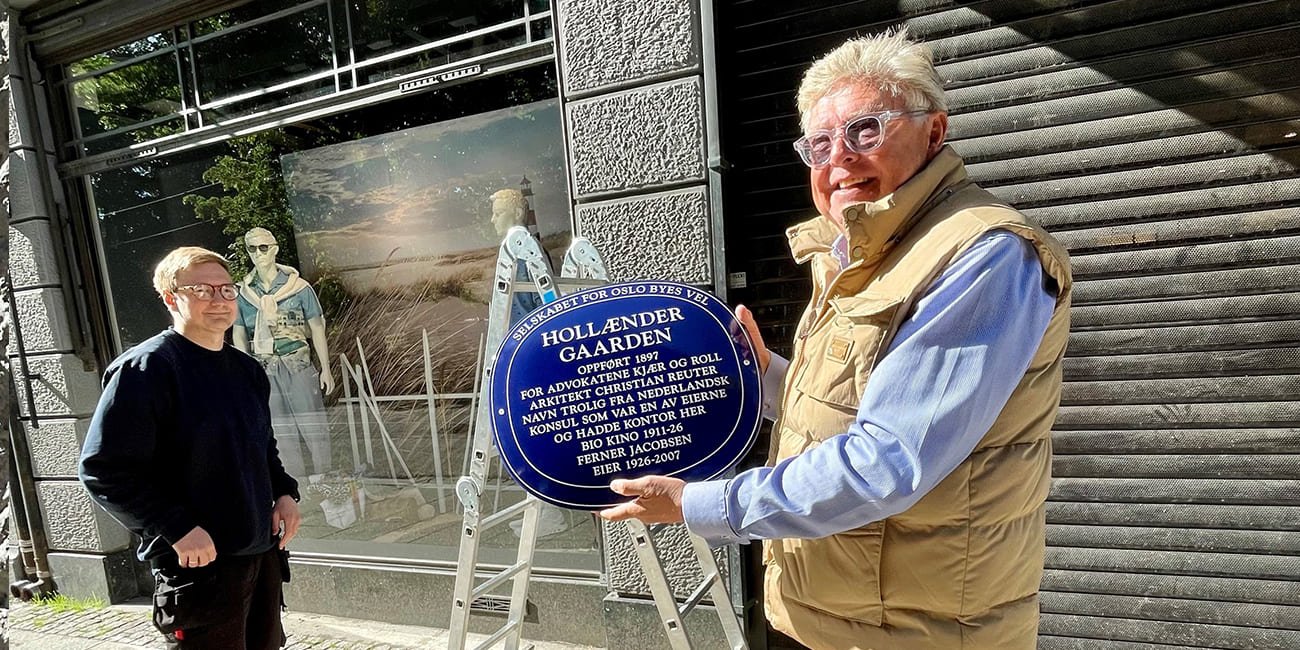 SELSKABET FOR OSLO BYES VEL
HOLLÆNDER
GAARDEN
OPPFØRT 1897
FOR ADVOKATENE KJÆR OG ROLL
ARKITEKT CHRISTIAN REUTER
NAVN TROLIG FRA NEDERLANDSK
KONSUL SOM VAR EN AV EIERNE
OG HADDE KONTOR HER
BIO KINO 1911-26
FERNER JACOBSEN
EIER 1926-2007